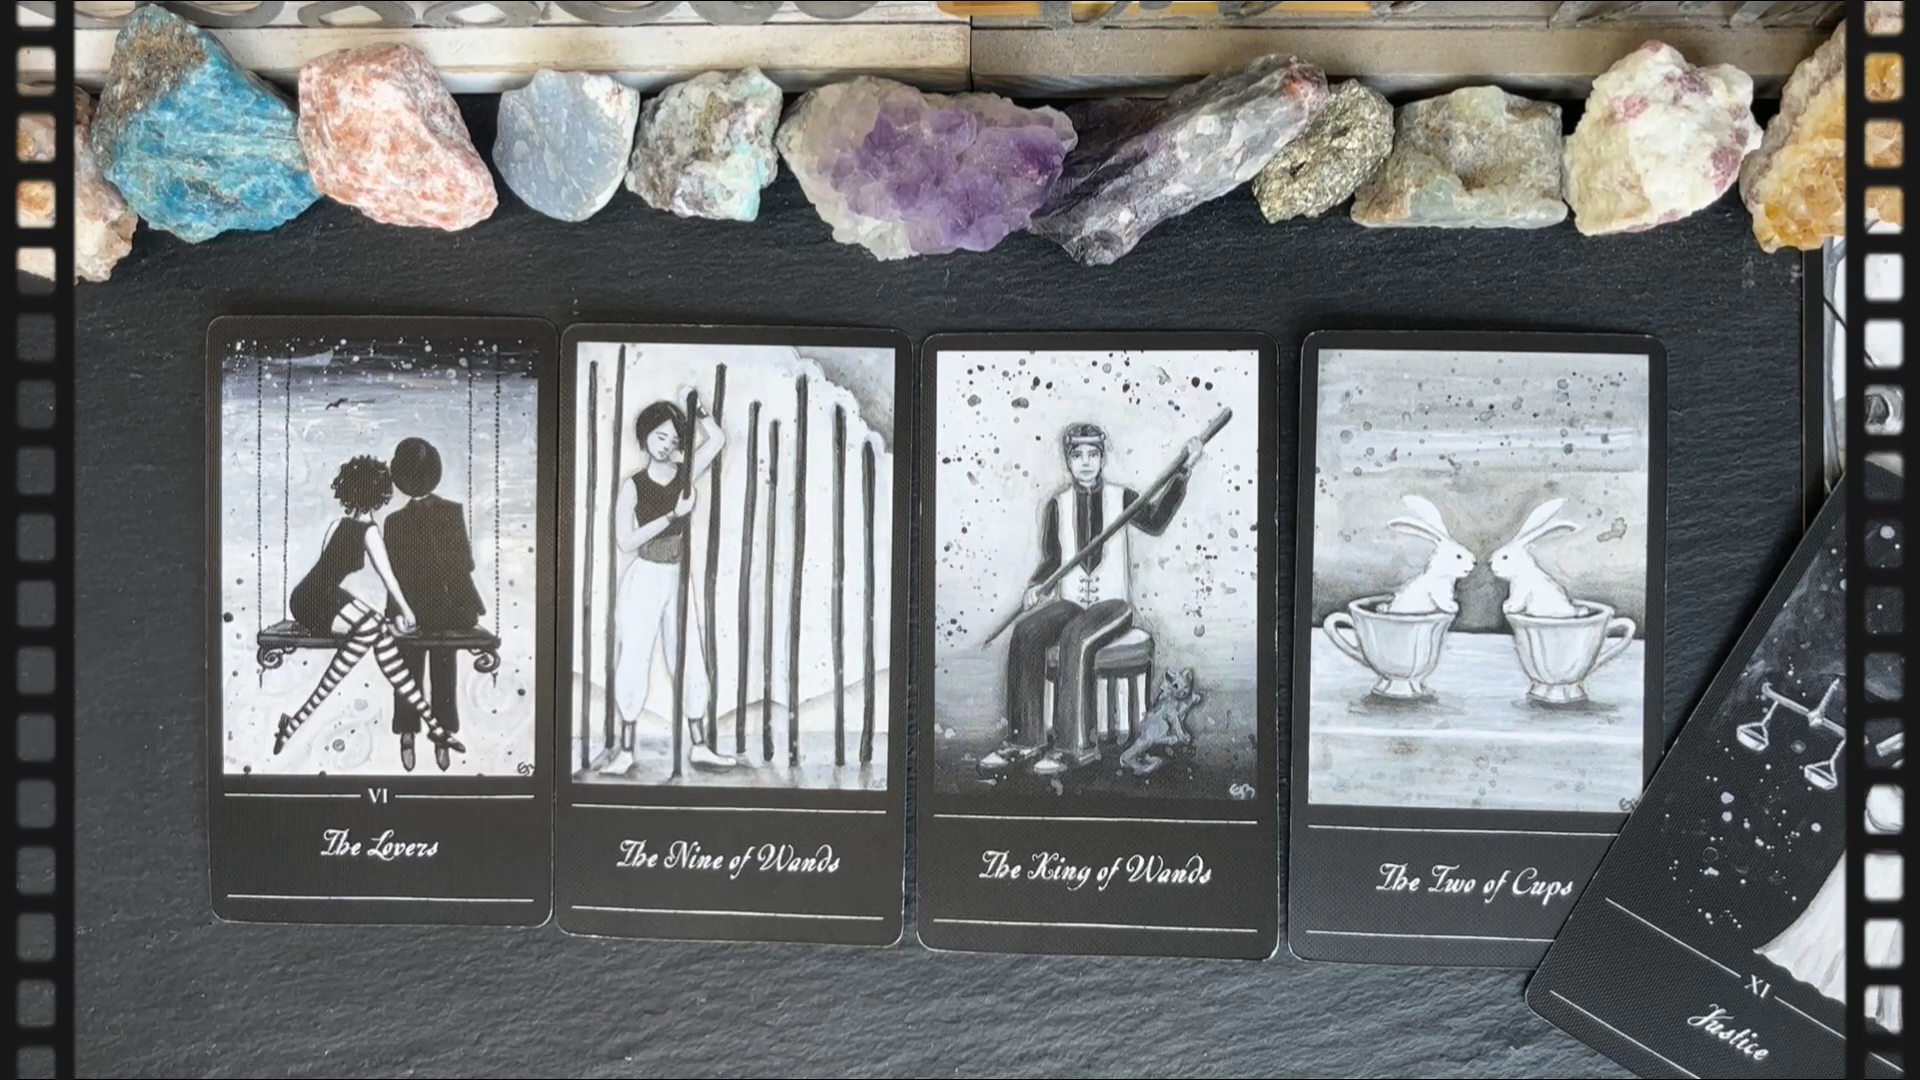 VI
The Lovers
The Nine of Wands
The King of Wands
The Two of Cups
XI
Justice